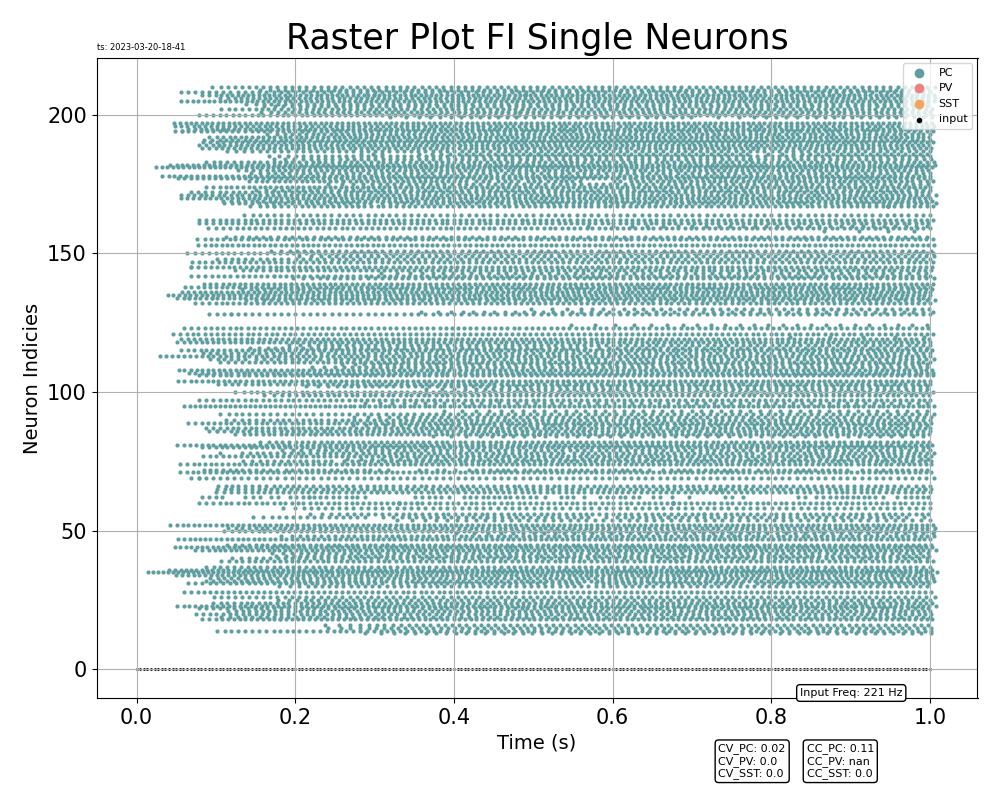 Raster Plot FI Single Neurons
ts: 2023-03-20-18-41
PC
PV
SST
input
200
150
100
50
0
Neuron Indicies
0.0 0.2 0.4 0.6 0.8 1.0
Time (s)
Input Freq: 221 Hz
CV_PC: 0.02
CV_PV: 0.0
CV_SST: 0.0
CC_PC: 0.11
CC_PV: nan
CC_SST: 0.0